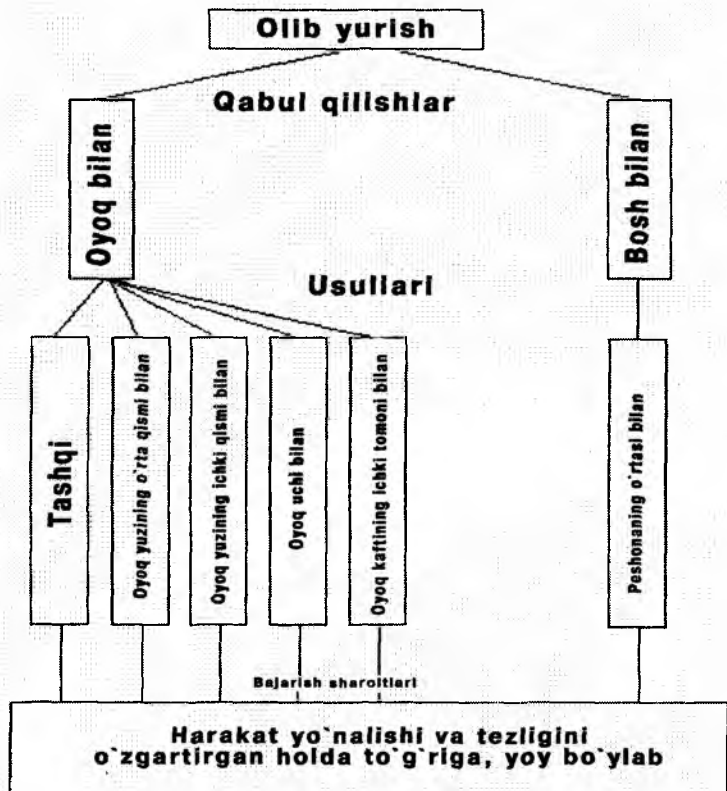 Olib yurish
Qabul qilishlar
Oyoq bilan
Bosh bilan
Usullari
Tashqi
Oyoq yuzining o`rta qismi bilan
Oyoq yuzining ichki qismi bilan
Oyoq uchi bilan
Oyoq kaftining ichki tomoni bilan
Peshonaning o`rtasi bilan
Bajarish sharoitlari
Harakat yo`nalishi va tezligini
o`zgartirgan holda to`g`riga, yoy bo`ylab